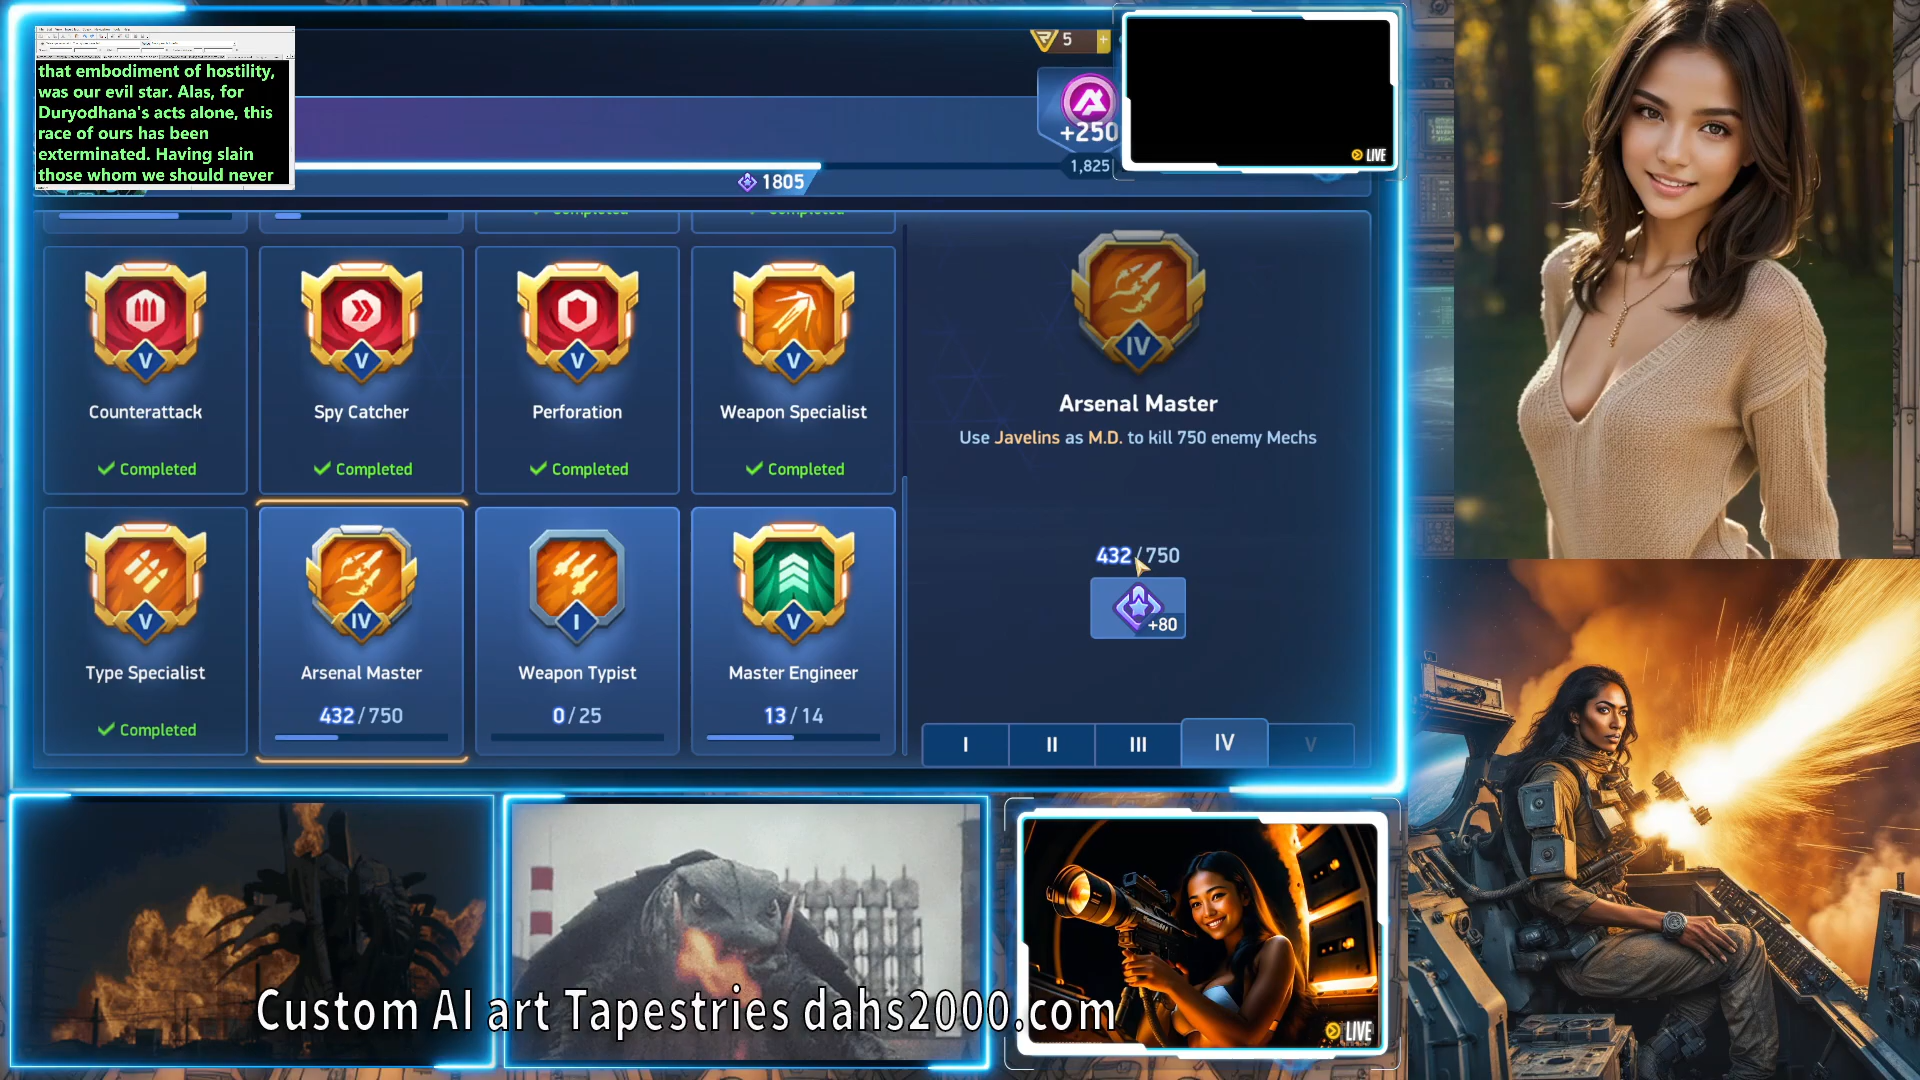 that embodiment of hostility,
was our evil star. Alas, for
Duryodhana's acts alone, this
race of ours has been
exterminated. Having slain
those whom we should never
5
+250
LIVE
1,825
1805
Completed
Completed
Counterattack
Completed
Spy Catcher
Completed
Perforation
Completed
Weapon Specialist
Completed
V
V
V
V
Type Specialist
Completed
Arsenal Master
432/750
Weapon Typist
0/25
Master Engineer
13/14
V
IV
I
V
IV
Arsenal Master
Use Javelins as M.D. to kill 750 enemy Mechs
432/750
+80
I
II
III
IV
V
Custom AI art Tapestries dahs2000.com
LIVE